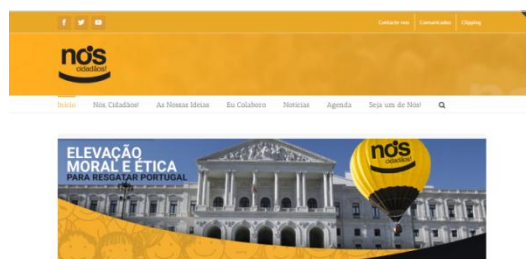 Contacte-nos Comunicados Clipping
nós
cidadãos!
Início Nós, Cidadãos! As Nossas Ideias Eu Colaboro Notícias Agenda Seja um de Nós!
ELEVAÇÃO
MORAL E ÉTICA
PARA RESGATAR PORTUGAL
nós
cidadãos!